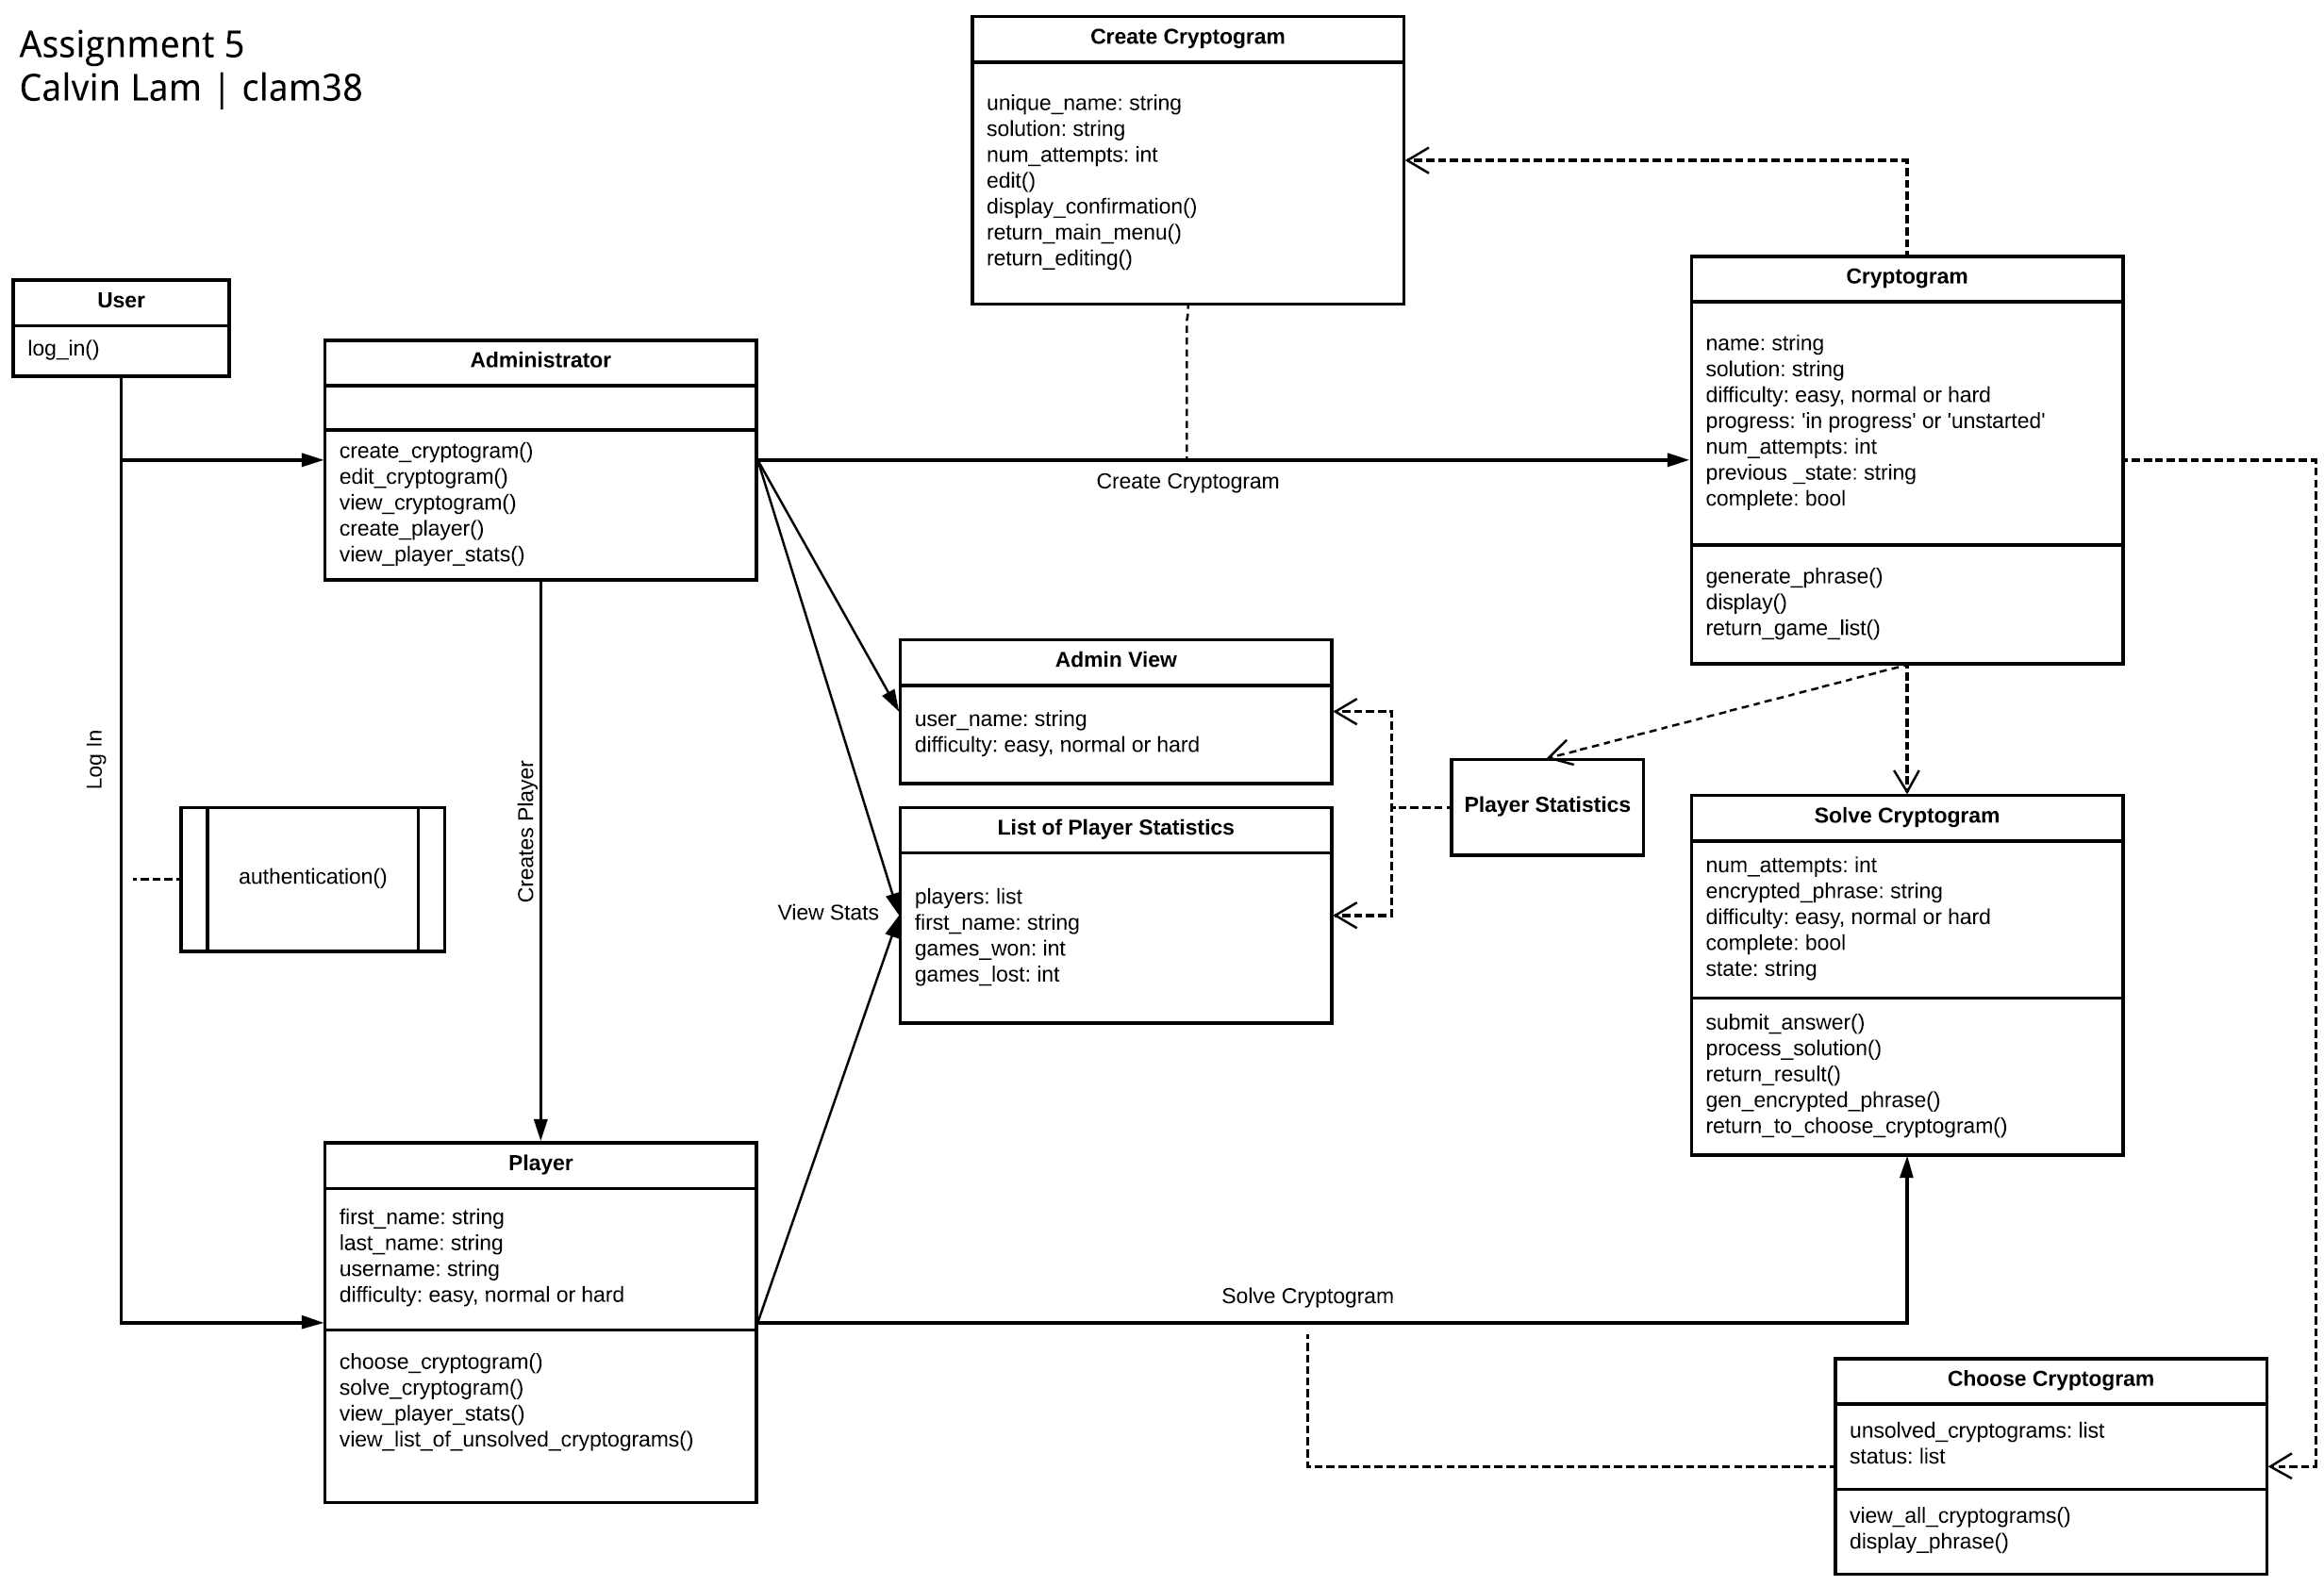 Assignment 5
Calvin Lam | clam38
Create Cryptogram
unique_name: string
solution: string
num_attempts: int
edit()
display_confirmation()
return_main_menu()
return_editing()
User
log_in()
Administrator
create_cryptogram()
edit_cryptogram()
view_cryptogram()
create_player()
view_player_stats()
Create Cryptogram
Cryptogram
name: string
solution: string
difficulty: easy, normal or hard
progress: 'in progress' or 'unstarted'
num_attempts: int
previous _state: string
complete: bool
generate_phrase()
display()
return_game_list()
Log In
authentication()
Creates Player
Admin View
user_name: string
difficulty: easy, normal or hard
List of Player Statistics
players: list
first_name: string
games_won: int
games_lost: int
View Stats
Player Statistics
Solve Cryptogram
num_attempts: int
encrypted_phrase: string
difficulty: easy, normal or hard
complete: bool
state: string
submit_answer()
process_solution()
return_result()
gen_encrypted_phrase()
return_to_choose_cryptogram()
Player
first_name: string
last_name: string
username: string
difficulty: easy, normal or hard
choose_cryptogram()
solve_cryptogram()
view_player_stats()
view_list_of_unsolved_cryptograms()
Solve Cryptogram
Choose Cryptogram
unsolved_cryptograms: list
status: list
view_all_cryptograms()
display_phrase()